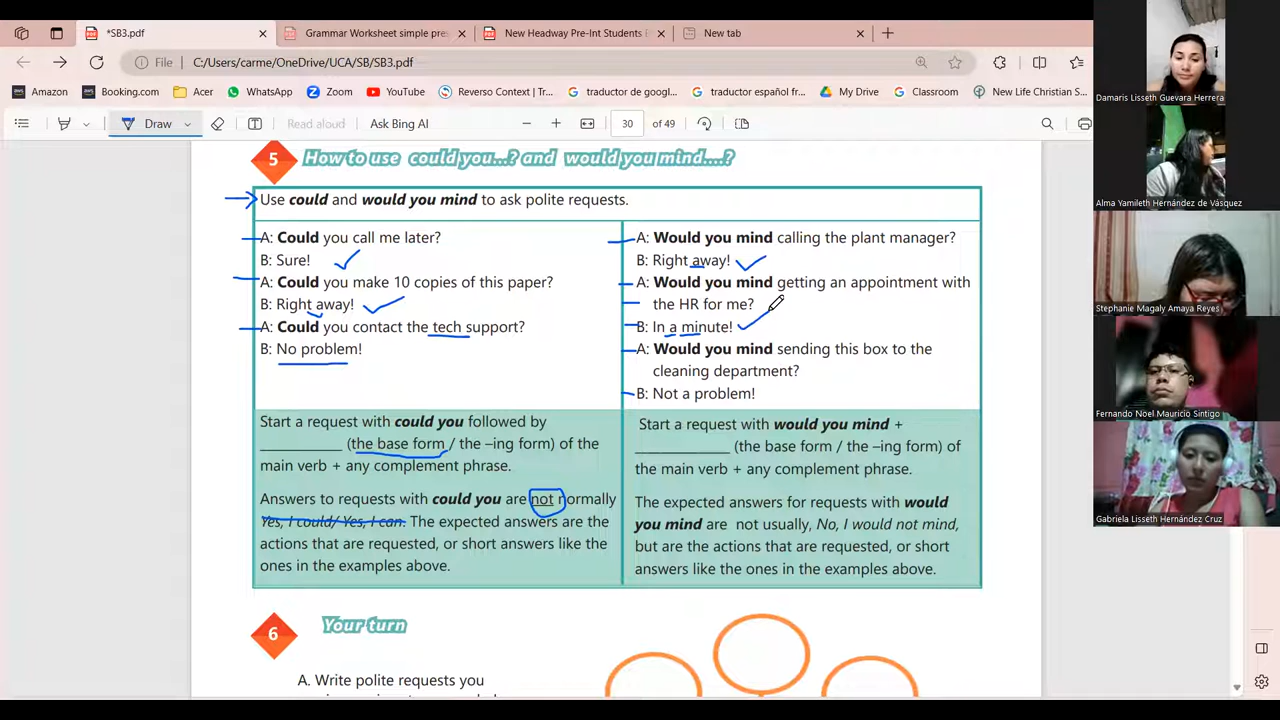 *SB3.pdf
Grammar Worksheet simple pre
New Headway Pre-Int Students B
New tab
File
C:/Users/carme/OneDrive/UCA/SB/SB3.pdf
Amazon
Booking.com
Acer
WhatsApp
Zoom
YouTube
Reverso Context | Tr...
traductor de googl...
traductor español fr...
My Drive
Classroom
New Life Christian S...
Draw
Read aloud
Ask Bing AI
30
of 49
5 How to use could you...? and would you mind....?
Use could and would you mind to ask polite requests.
A: Could you call me later?
B: Sure!
A: Could you make 10 copies of this paper?
B: Right away!
A: Could you contact the tech support?
B: No problem!
A: Would you mind calling the plant manager?
B: Right away!
A: Would you mind getting an appointment with
the HR for me?
B: In a minute!
A: Would you mind sending this box to the
cleaning department?
B: Not a problem!
Start a request with could you followed by
__________ (the base form / the –ing form) of the
main verb + any complement phrase.
Answers to requests with could you are not normally
Yes, I could/ Yes, I can. The expected answers are the
actions that are requested, or short answers like the
ones in the examples above.
Start a request with would you mind +
___________ (the base form / the –ing form) of
the main verb + any complement phrase.
The expected answers for requests with would
you mind are not usually, No, I would not mind,
but are the actions that are requested, or short
answers like the ones in the examples above.
6 Your turn
A. Write polite requests you
Damaris Lisseth Guevara Herrera
Alma Yamileth Hernández de Vásquez
Stephanie Magaly Amaya Reyes
Fernando Noel Mauricio Sintigo
Gabriela Lisseth Hernández Cruz